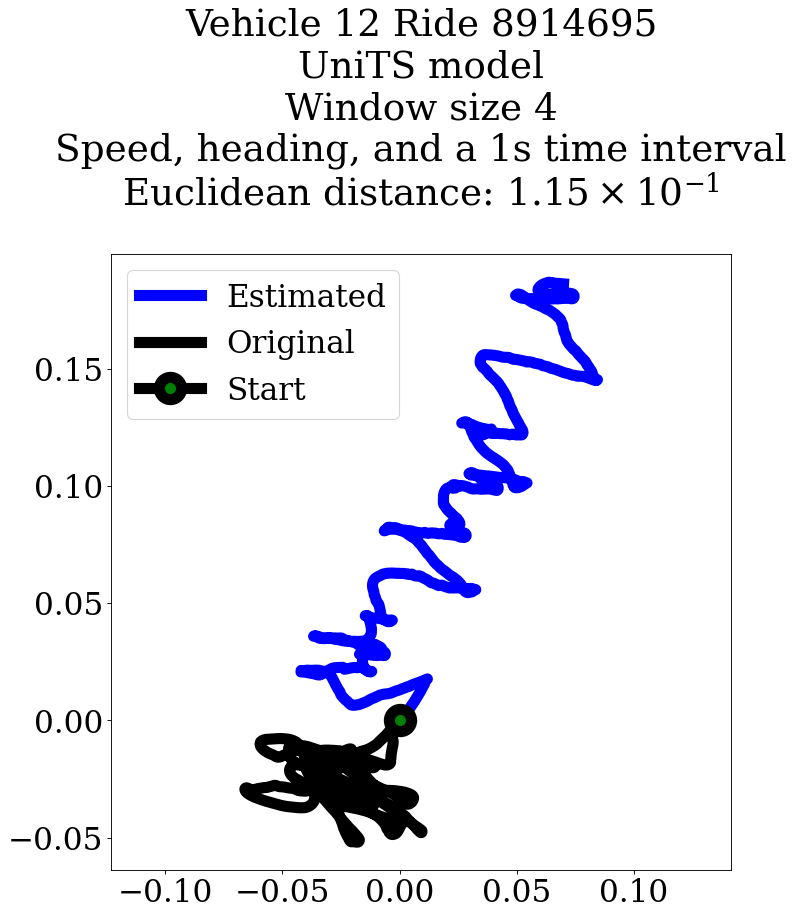 Vehicle 12 Ride 8914695
UniTS model
Window size 4
Speed, heading, and a 1s time interval
Euclidean distance: 1.15 × 10⁻¹
Estimated
Original
Start
0.15
0.10
0.05
0.00
−0.05
−0.10 −0.05 0.00 0.05 0.10